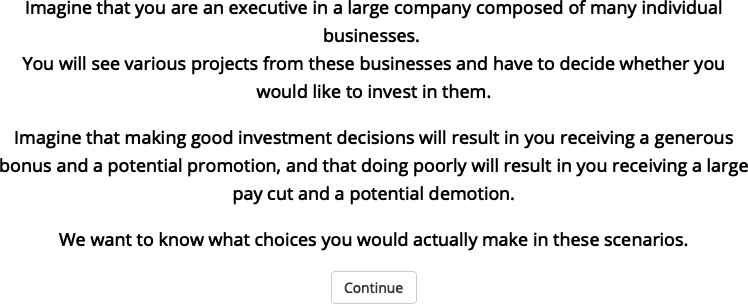 Imagine that you are an executive in a large company composed of many individual
businesses.
You will see various projects from these businesses and have to decide whether you
would like to invest in them.
Imagine that making good investment decisions will result in you receiving a generous
bonus and a potential promotion, and that doing poorly will result in you receiving a large
pay cut and a potential demotion.
We want to know what choices you would actually make in these scenarios.
Continue